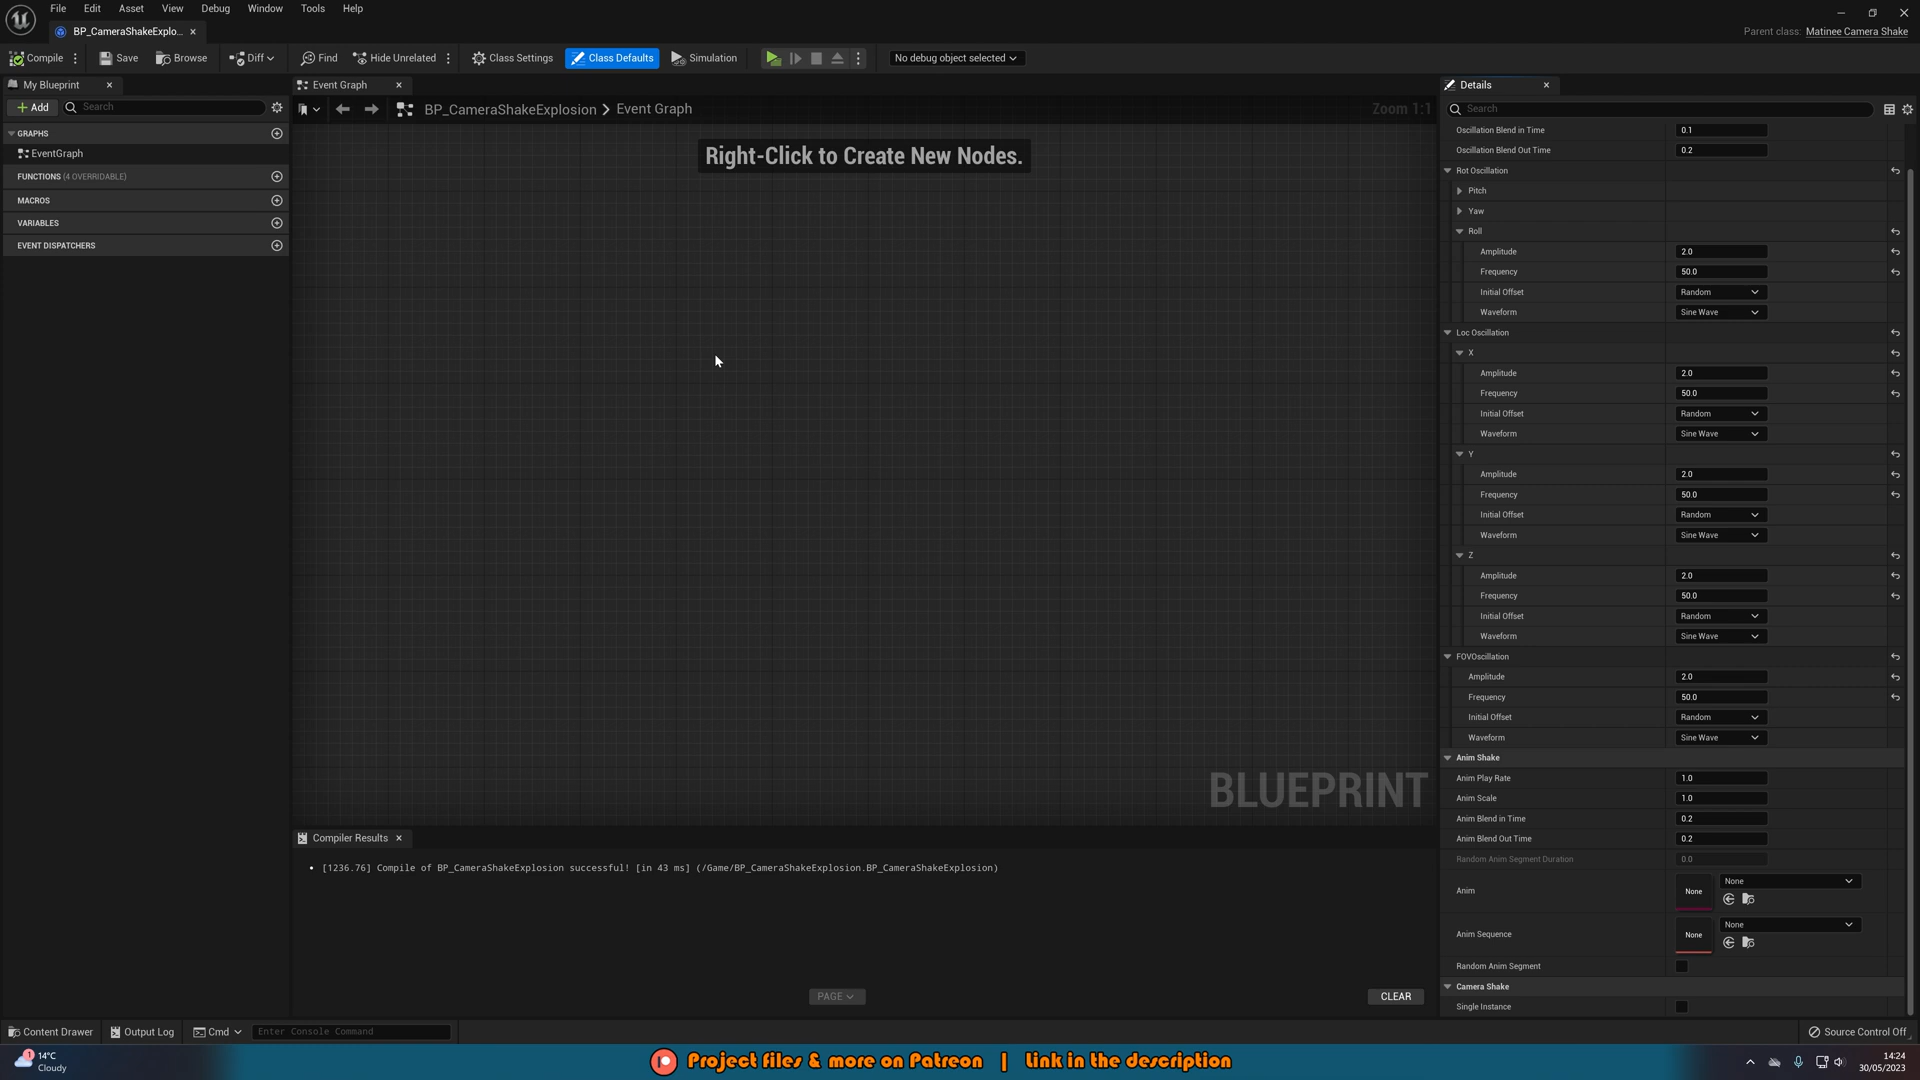 File Edit Asset View Debug Window Tools Help
BP_CameraShakeExplo...
Parent class: Matinee Camera Shake
Compile Save Browse Diff Find Hide Unrelated Class Settings Class Defaults Simulation No debug object selected
My Blueprint
Event Graph
Details
Add Search
BP_CameraShakeExplosion > Event Graph
Zoom 1:1
Search
GRAPHS
EventGraph
FUNCTIONS (4 OVERRIDABLE)
MACROS
VARIABLES
EVENT DISPATCHERS
Right-Click to Create New Nodes.
BLUEPRINT
Oscillation Blend in Time 0.1
Oscillation Blend Out Time 0.2
Rot Oscillation
Pitch
Yaw
Roll
Amplitude 2.0
Frequency 50.0
Initial Offset Random
Waveform Sine Wave
Loc Oscillation
X
Amplitude 2.0
Frequency 50.0
Initial Offset Random
Waveform Sine Wave
Y
Amplitude 2.0
Frequency 50.0
Initial Offset Random
Waveform Sine Wave
Z
Amplitude 2.0
Frequency 50.0
Initial Offset Random
Waveform Sine Wave
FOVOscillation
Amplitude 2.0
Frequency 50.0
Initial Offset Random
Waveform Sine Wave
Anim Shake
Anim Play Rate 1.0
Anim Scale 1.0
Anim Blend in Time 0.2
Anim Blend Out Time 0.2
Random Anim Segment Duration 0.0
Anim None None
Anim Sequence None None
Random Anim Segment
Camera Shake
Single Instance
Compiler Results
• [1236.76] Compile of BP_CameraShakeExplosion successful! [in 43 ms] (/Game/BP_CameraShakeExplosion.BP_CameraShakeExplosion)
PAGE
CLEAR
Content Drawer Output Log Cmd Enter Console Command
Source Control Off
1
14°C
Cloudy
Project files & more on Patreon | Link in the description
14:24
30/05/2023